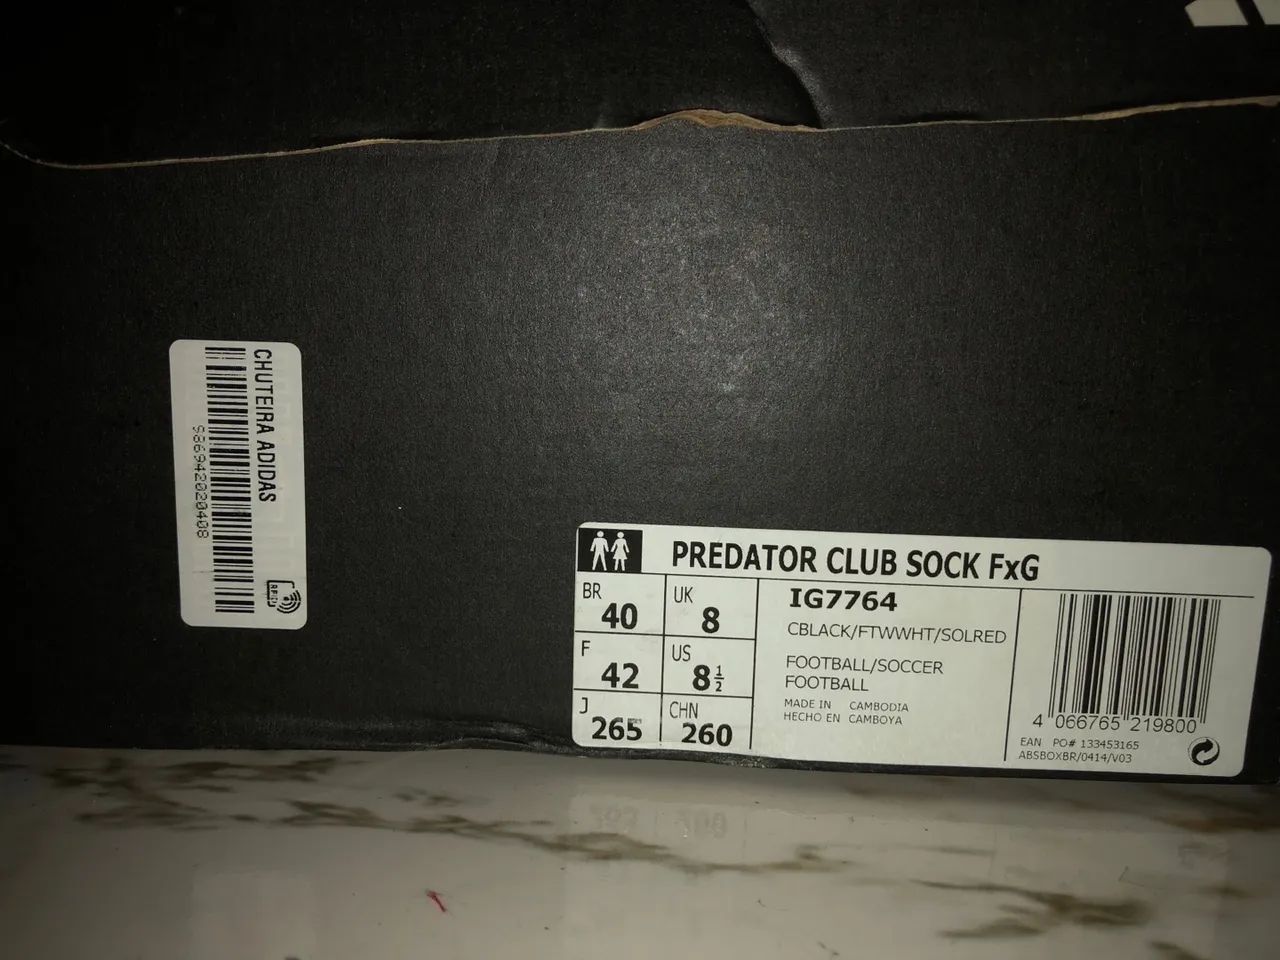 CHUTEIRA ADIDAS
986942020408
RFID
PREDATOR CLUB SOCK FxG
BR 40
UK 8
F 42
US 8½
J 265
CHN 260
IG7764
CBLACK/FTWWHT/SOLRED
FOOTBALL/SOCCER
FOOTBALL
MADE IN CAMBODIA
HECHO EN CAMBOYA
4 066765 219800
EAN PO# 133453165
ABSBOXBR/0414/V03